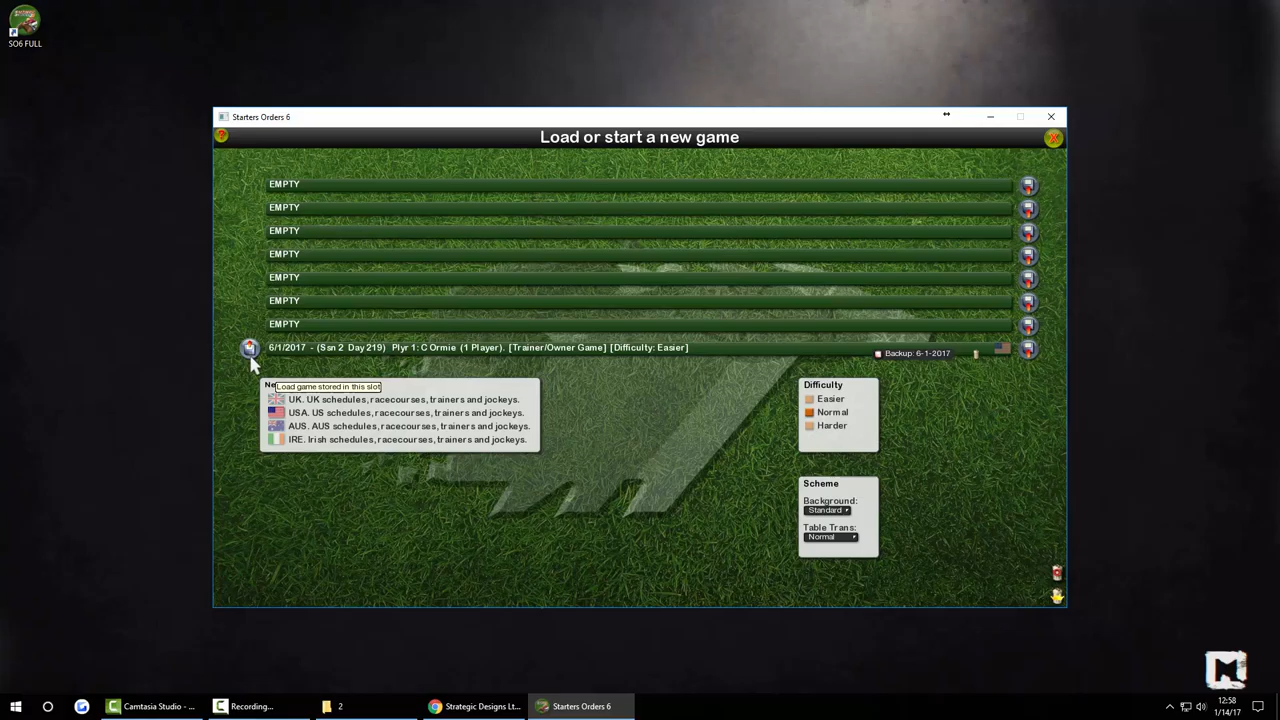 SO6 FULL
Starters Orders 6
Load or start a new game
EMPTY
EMPTY
EMPTY
EMPTY
EMPTY
EMPTY
EMPTY
6/1/2017 - (Ssn 2 Day 219) Plyr 1: C Ormie (1 Player). [Trainer/Owner Game] [Difficulty: Easier]
Backup: 6-1-2017
Load game stored in this slot
UK. UK schedules, racecourses, trainers and jockeys.
USA. US schedules, racecourses, trainers and jockeys.
AUS. AUS schedules, racecourses, trainers and jockeys.
IRE. Irish schedules, racecourses, trainers and jockeys.
Difficulty
Easier
Normal
Harder
Scheme
Background:
Standard
Table Trans:
Normal
Camtasia Studio - ...
Recording...
2
Strategic Designs Lt...
Starters Orders 6
12:58
1/14/17